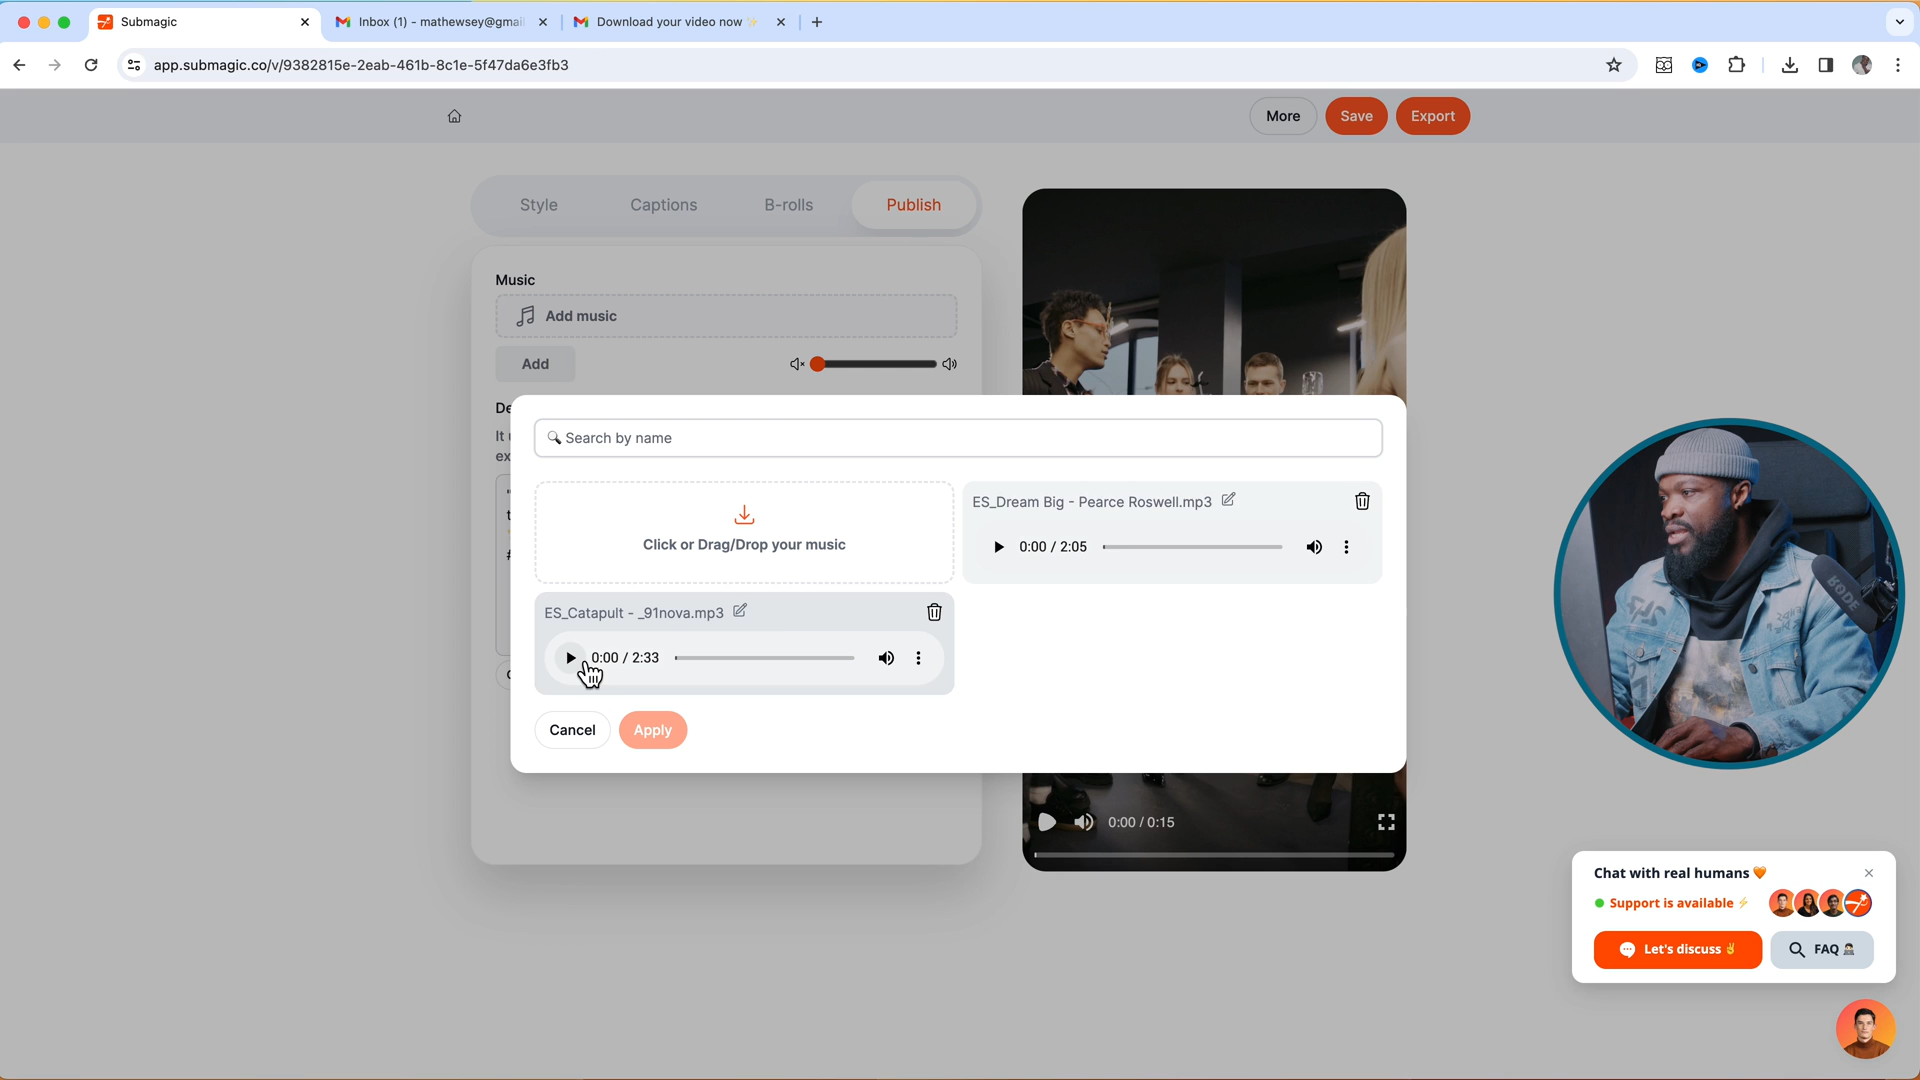 Submagic
Inbox (1) - mathewsey@gmai
Download your video now ✨
app.submagic.co/v/9382815e-2eab-461b-8c1e-5f47da6e3fb3
More
Save
Export
Style
Captions
B-rolls
Publish
Music
Add music
Add
De
It
ex
🔍 Search by name
Click or Drag/Drop your music
ES_Dream Big - Pearce Roswell.mp3
0:00 / 2:05
ES_Catapult - _91nova.mp3
0:00 / 2:33
Cancel
Apply
0:00 / 0:15
RØDE
Chat with real humans 🧡
Support is available ⚡
Let's discuss ✌
FAQ 👨‍💻